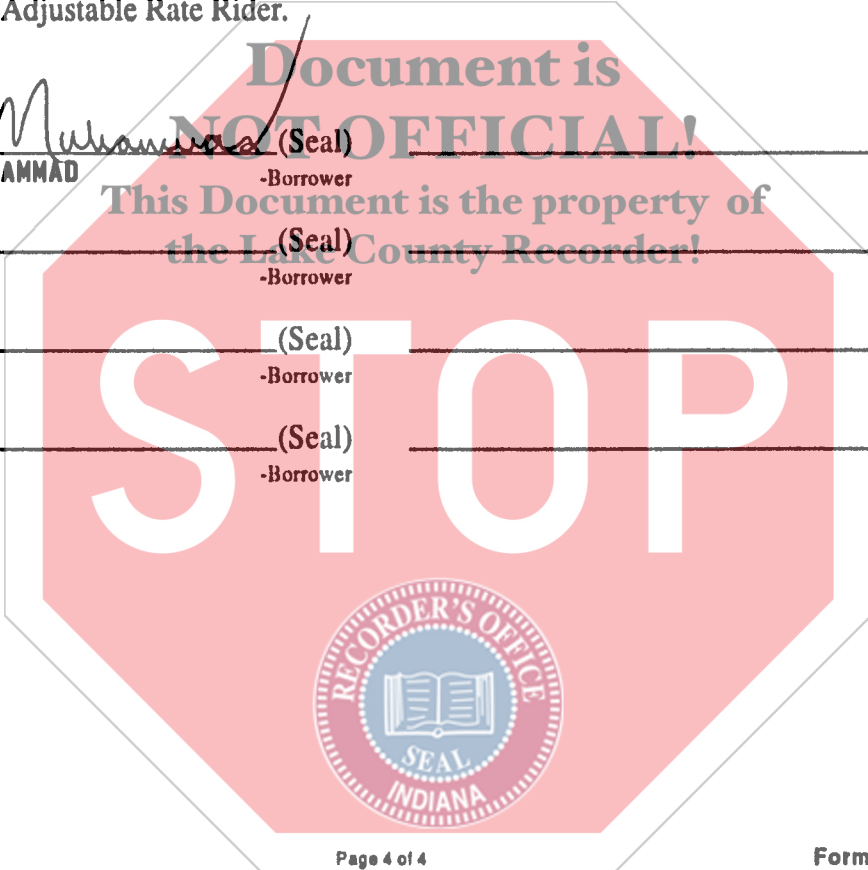 Adjustable Rate Rider.
Document is
NOT OFFICIAL!
Muhammad (Seal)
AMMAD -Borrower
This Document is the property of
the Lake County Recorder!
(Seal)
-Borrower
(Seal)
-Borrower
(Seal)
-Borrower
STOP
RECORDER'S OFFICE
SEAL
INDIANA
Page 4 of 4 Form